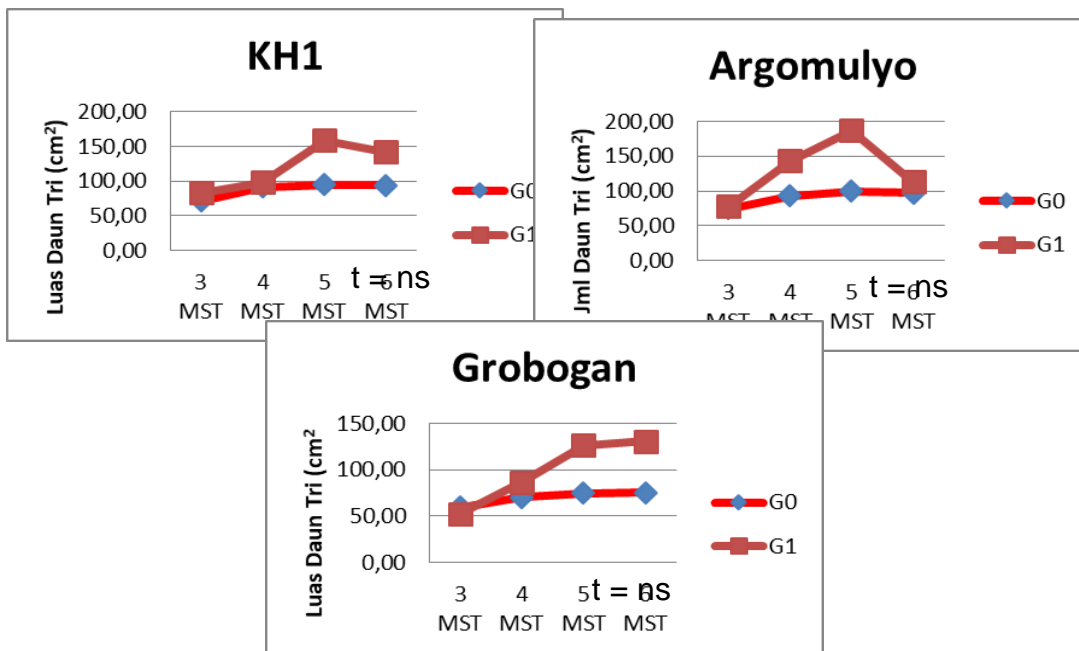 KH1
Luas Daun Tri (cm²)
200,00
150,00
100,00
50,00
0,00
3 MST
4 MST
5 MST
6 MST
t = ns
G0
G1
Argomulyo
Jml Daun Tri (cm²)
200,00
150,00
100,00
50,00
0,00
3 MST
4 MST
5 MST
6 MST
t = ns
G0
G1
Grobogan
Luas Daun Tri (cm²
150,00
100,00
50,00
0,00
3 MST
4 MST
5 MST
6 MST
t = ns
G0
G1